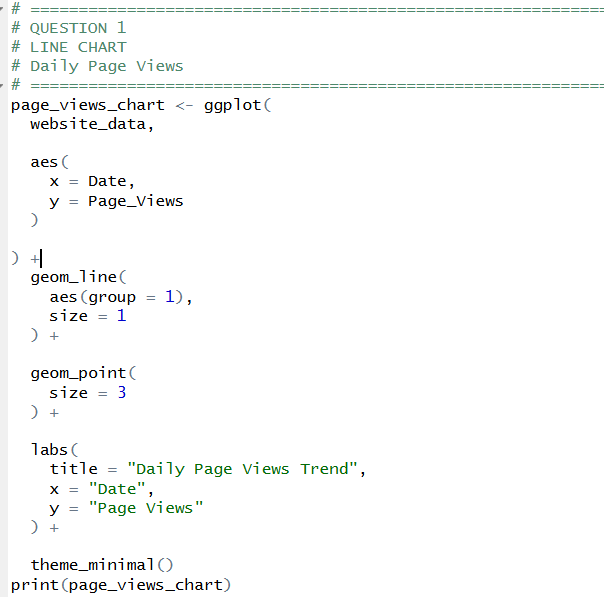 # ============================================================
# QUESTION 1
# LINE CHART
# Daily Page Views
# ============================================================
page_views_chart <- ggplot(
  website_data,

  aes(
    x = Date,
    y = Page_Views
  )

) +
  geom_line(
    aes(group = 1),
    size = 1
  ) +

  geom_point(
    size = 3
  ) +

  labs(
    title = "Daily Page Views Trend",
    x = "Date",
    y = "Page Views"
  ) +

  theme_minimal()
print(page_views_chart)